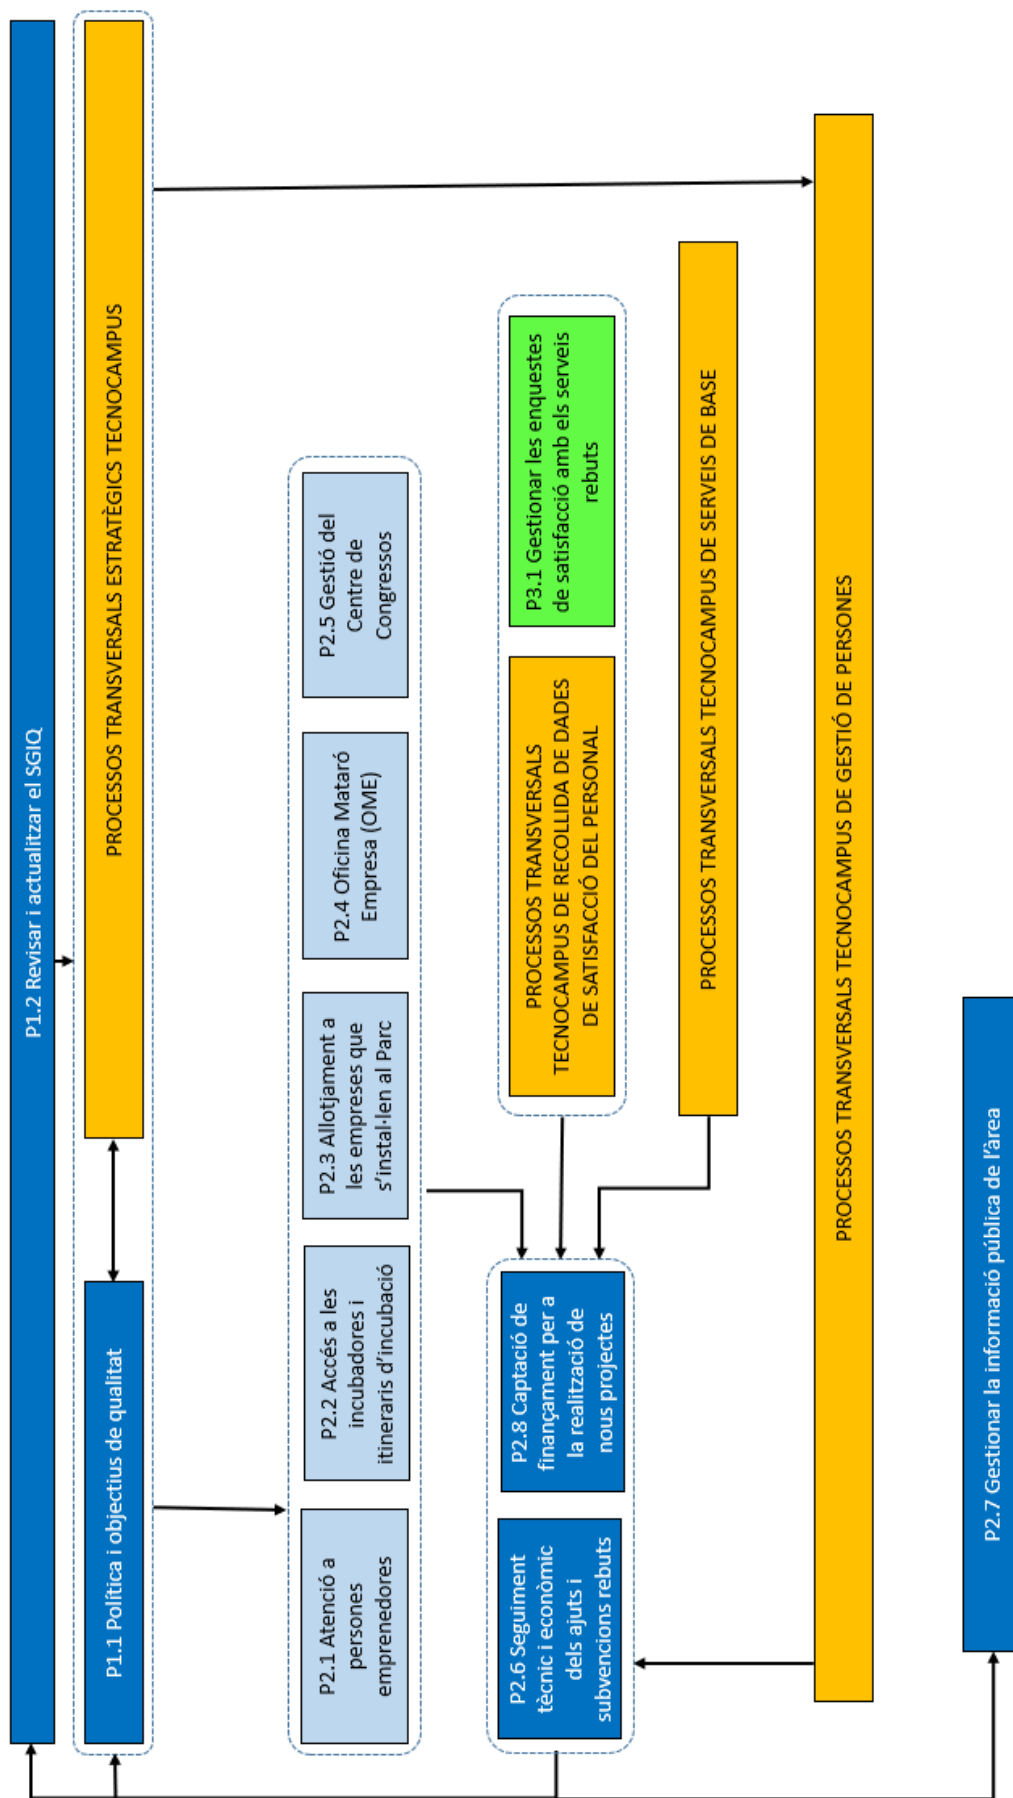 P1.2 Revisar i actualitzar el SGIQ
P1.1 Política i objectius de qualitat
PROCESSOS TRANSVERSALS ESTRATÈGICS TECNOCAMPUS
P2.1 Atenció a
persones
emprenedores
P2.2 Accés a les
incubadores i
itineraris d'incubació
P2.3 Allotjament a
les empreses que
s'instal·len al Parc
P2.4 Oficina Mataró
Empresa (OME)
P2.5 Gestió del
Centre de
Congressos
P2.6 Seguiment
tècnic i econòmic
dels ajuts i
subvencions rebuts
P2.8 Captació de
finançament per a
la realització de
nous projectes
PROCESSOS TRANSVERSALS
TECNOCAMPUS DE RECOLLIDA DE DADES
DE SATISFACCIÓ DEL PERSONAL
P3.1 Gestionar les enquestes
de satisfacció amb els serveis
rebuts
PROCESSOS TRANSVERSALS TECNOCAMPUS DE SERVEIS DE BASE
PROCESSOS TRANSVERSALS TECNOCAMPUS DE GESTIÓ DE PERSONES
P2.7 Gestionar la informació pública de l'àrea